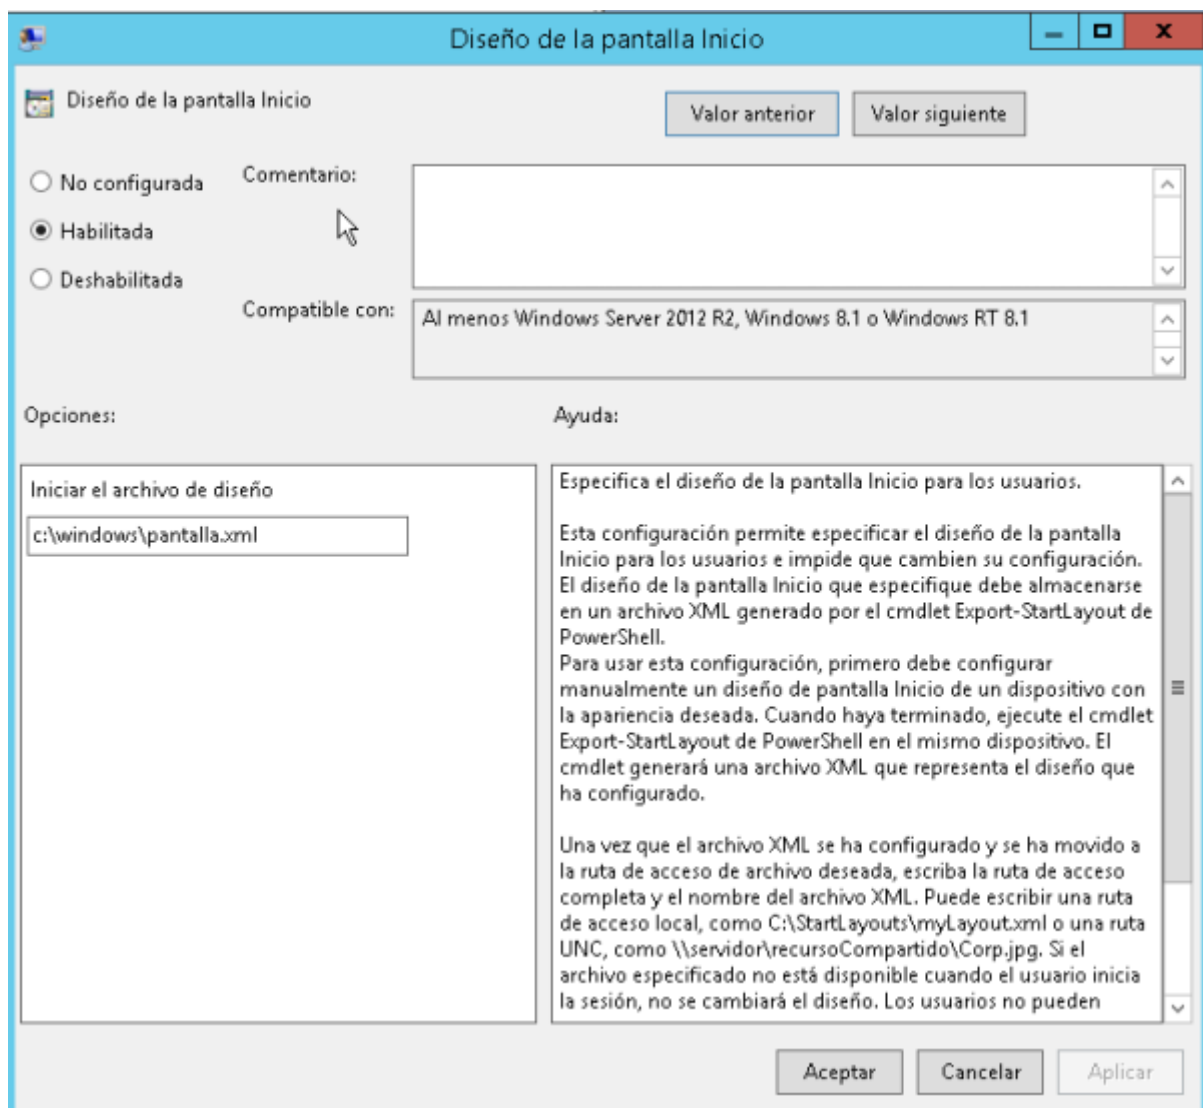 Diseño de la pantalla Inicio
Diseño de la pantalla Inicio
Valor anterior
Valor siguiente
No configurada
Habilitada
Deshabilitada
Comentario:
Compatible con:
Al menos Windows Server 2012 R2, Windows 8.1 o Windows RT 8.1
Opciones:
Ayuda:
Iniciar el archivo de diseño
c:\windows\pantalla.xml
Especifica el diseño de la pantalla Inicio para los usuarios.
Esta configuración permite especificar el diseño de la pantalla
Inicio para los usuarios e impide que cambien su configuración.
El diseño de la pantalla Inicio que especifique debe almacenarse
en un archivo XML generado por el cmdlet Export-StartLayout de
PowerShell.
Para usar esta configuración, primero debe configurar
manualmente un diseño de pantalla Inicio de un dispositivo con
la apariencia deseada. Cuando haya terminado, ejecute el cmdlet
Export-StartLayout de PowerShell en el mismo dispositivo. El
cmdlet generará una archivo XML que representa el diseño que
ha configurado.
Una vez que el archivo XML se ha configurado y se ha movido a
la ruta de acceso de archivo deseada, escriba la ruta de acceso
completa y el nombre del archivo XML. Puede escribir una ruta
de acceso local, como C:\StartLayouts\myLayout.xml o una ruta
UNC, como \\servidor\recursoCompartido\Corp.jpg. Si el
archivo especificado no está disponible cuando el usuario inicia
la sesión, no se cambiará el diseño. Los usuarios no pueden
Aceptar
Cancelar
Aplicar